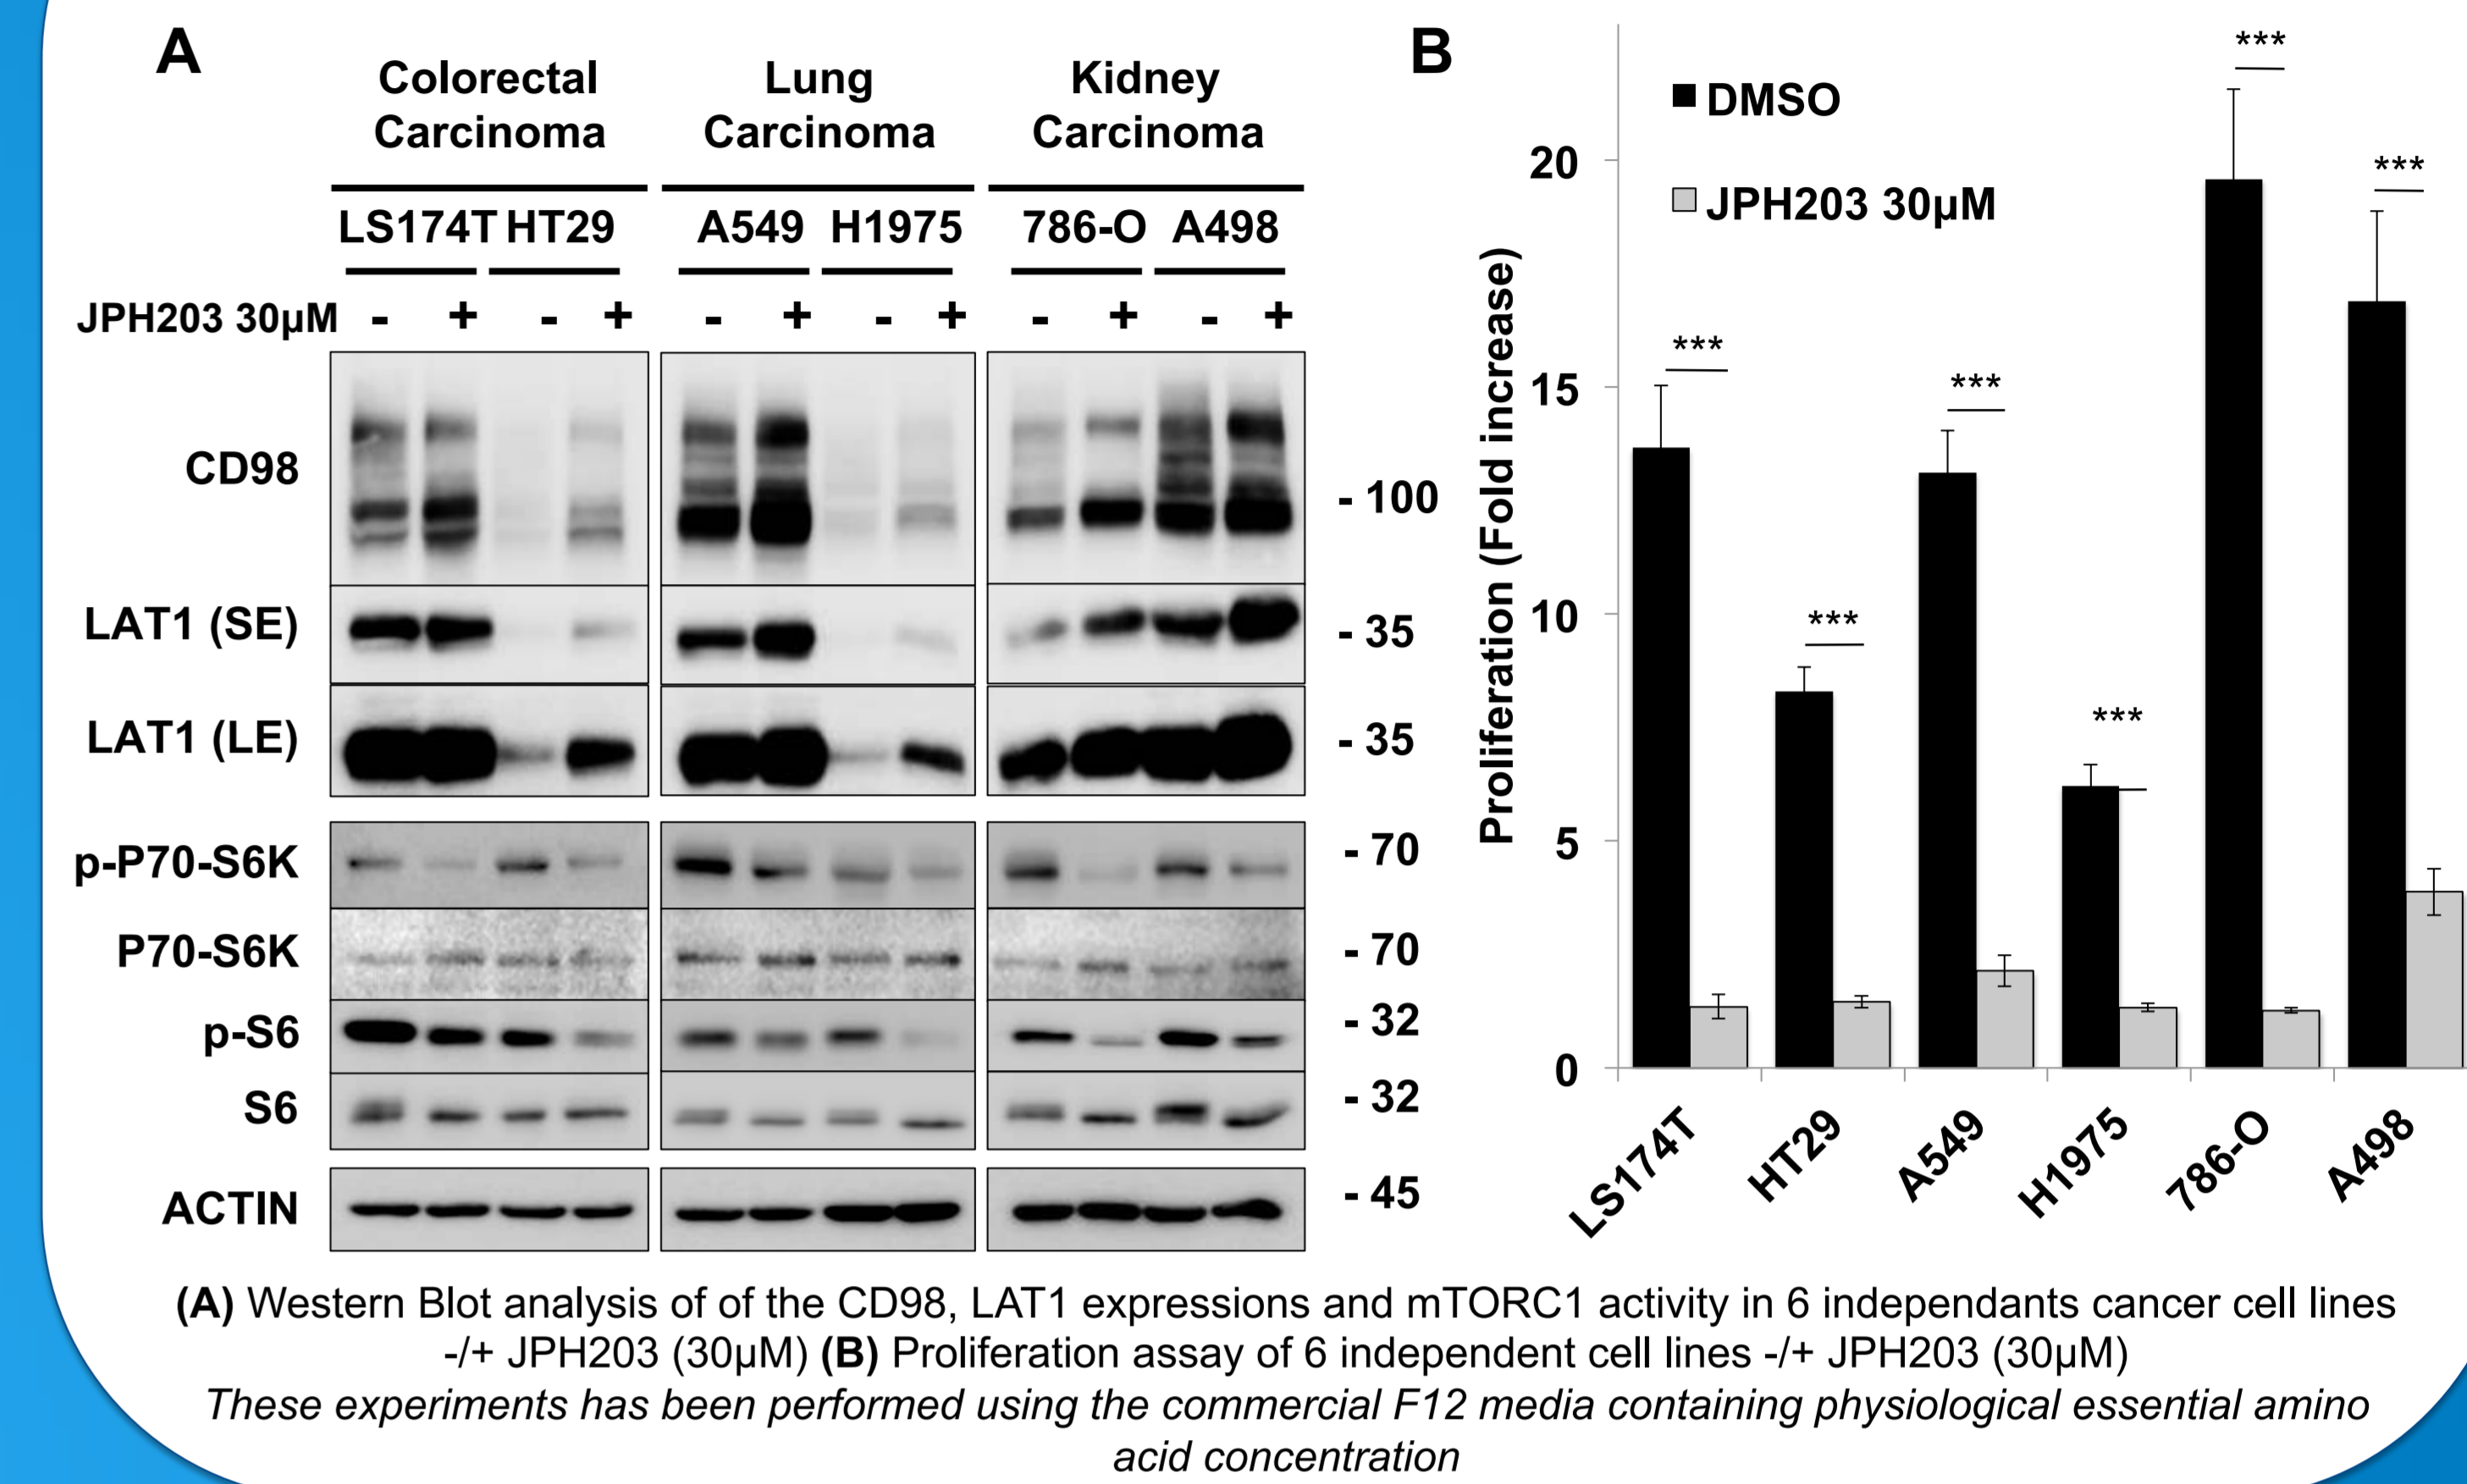 A
Colorectal
Carcinoma
Lung
Carcinoma
Kidney
Carcinoma
LS174T HT29 A549 H1975 786-O A498
JPH203 30µM - + - + - + - + - + - +
CD98
- 100
LAT1 (SE)
- 35
LAT1 (LE)
- 35
p-P70-S6K
- 70
P70-S6K
- 70
p-S6
- 32
S6
- 32
ACTIN
- 45
B
DMSO
JPH203 30µM
Proliferation (Fold increase)
20
15
10
5
0
***
***
***
***
***
***
LS174T
HT29
A549
H1975
786-O
A498
(A) Western Blot analysis of of the CD98, LAT1 expressions and mTORC1 activity in 6 independants cancer cell lines
-/+ JPH203 (30µM) (B) Proliferation assay of 6 independent cell lines -/+ JPH203 (30µM)
These experiments has been performed using the commercial F12 media containing physiological essential amino
acid concentration